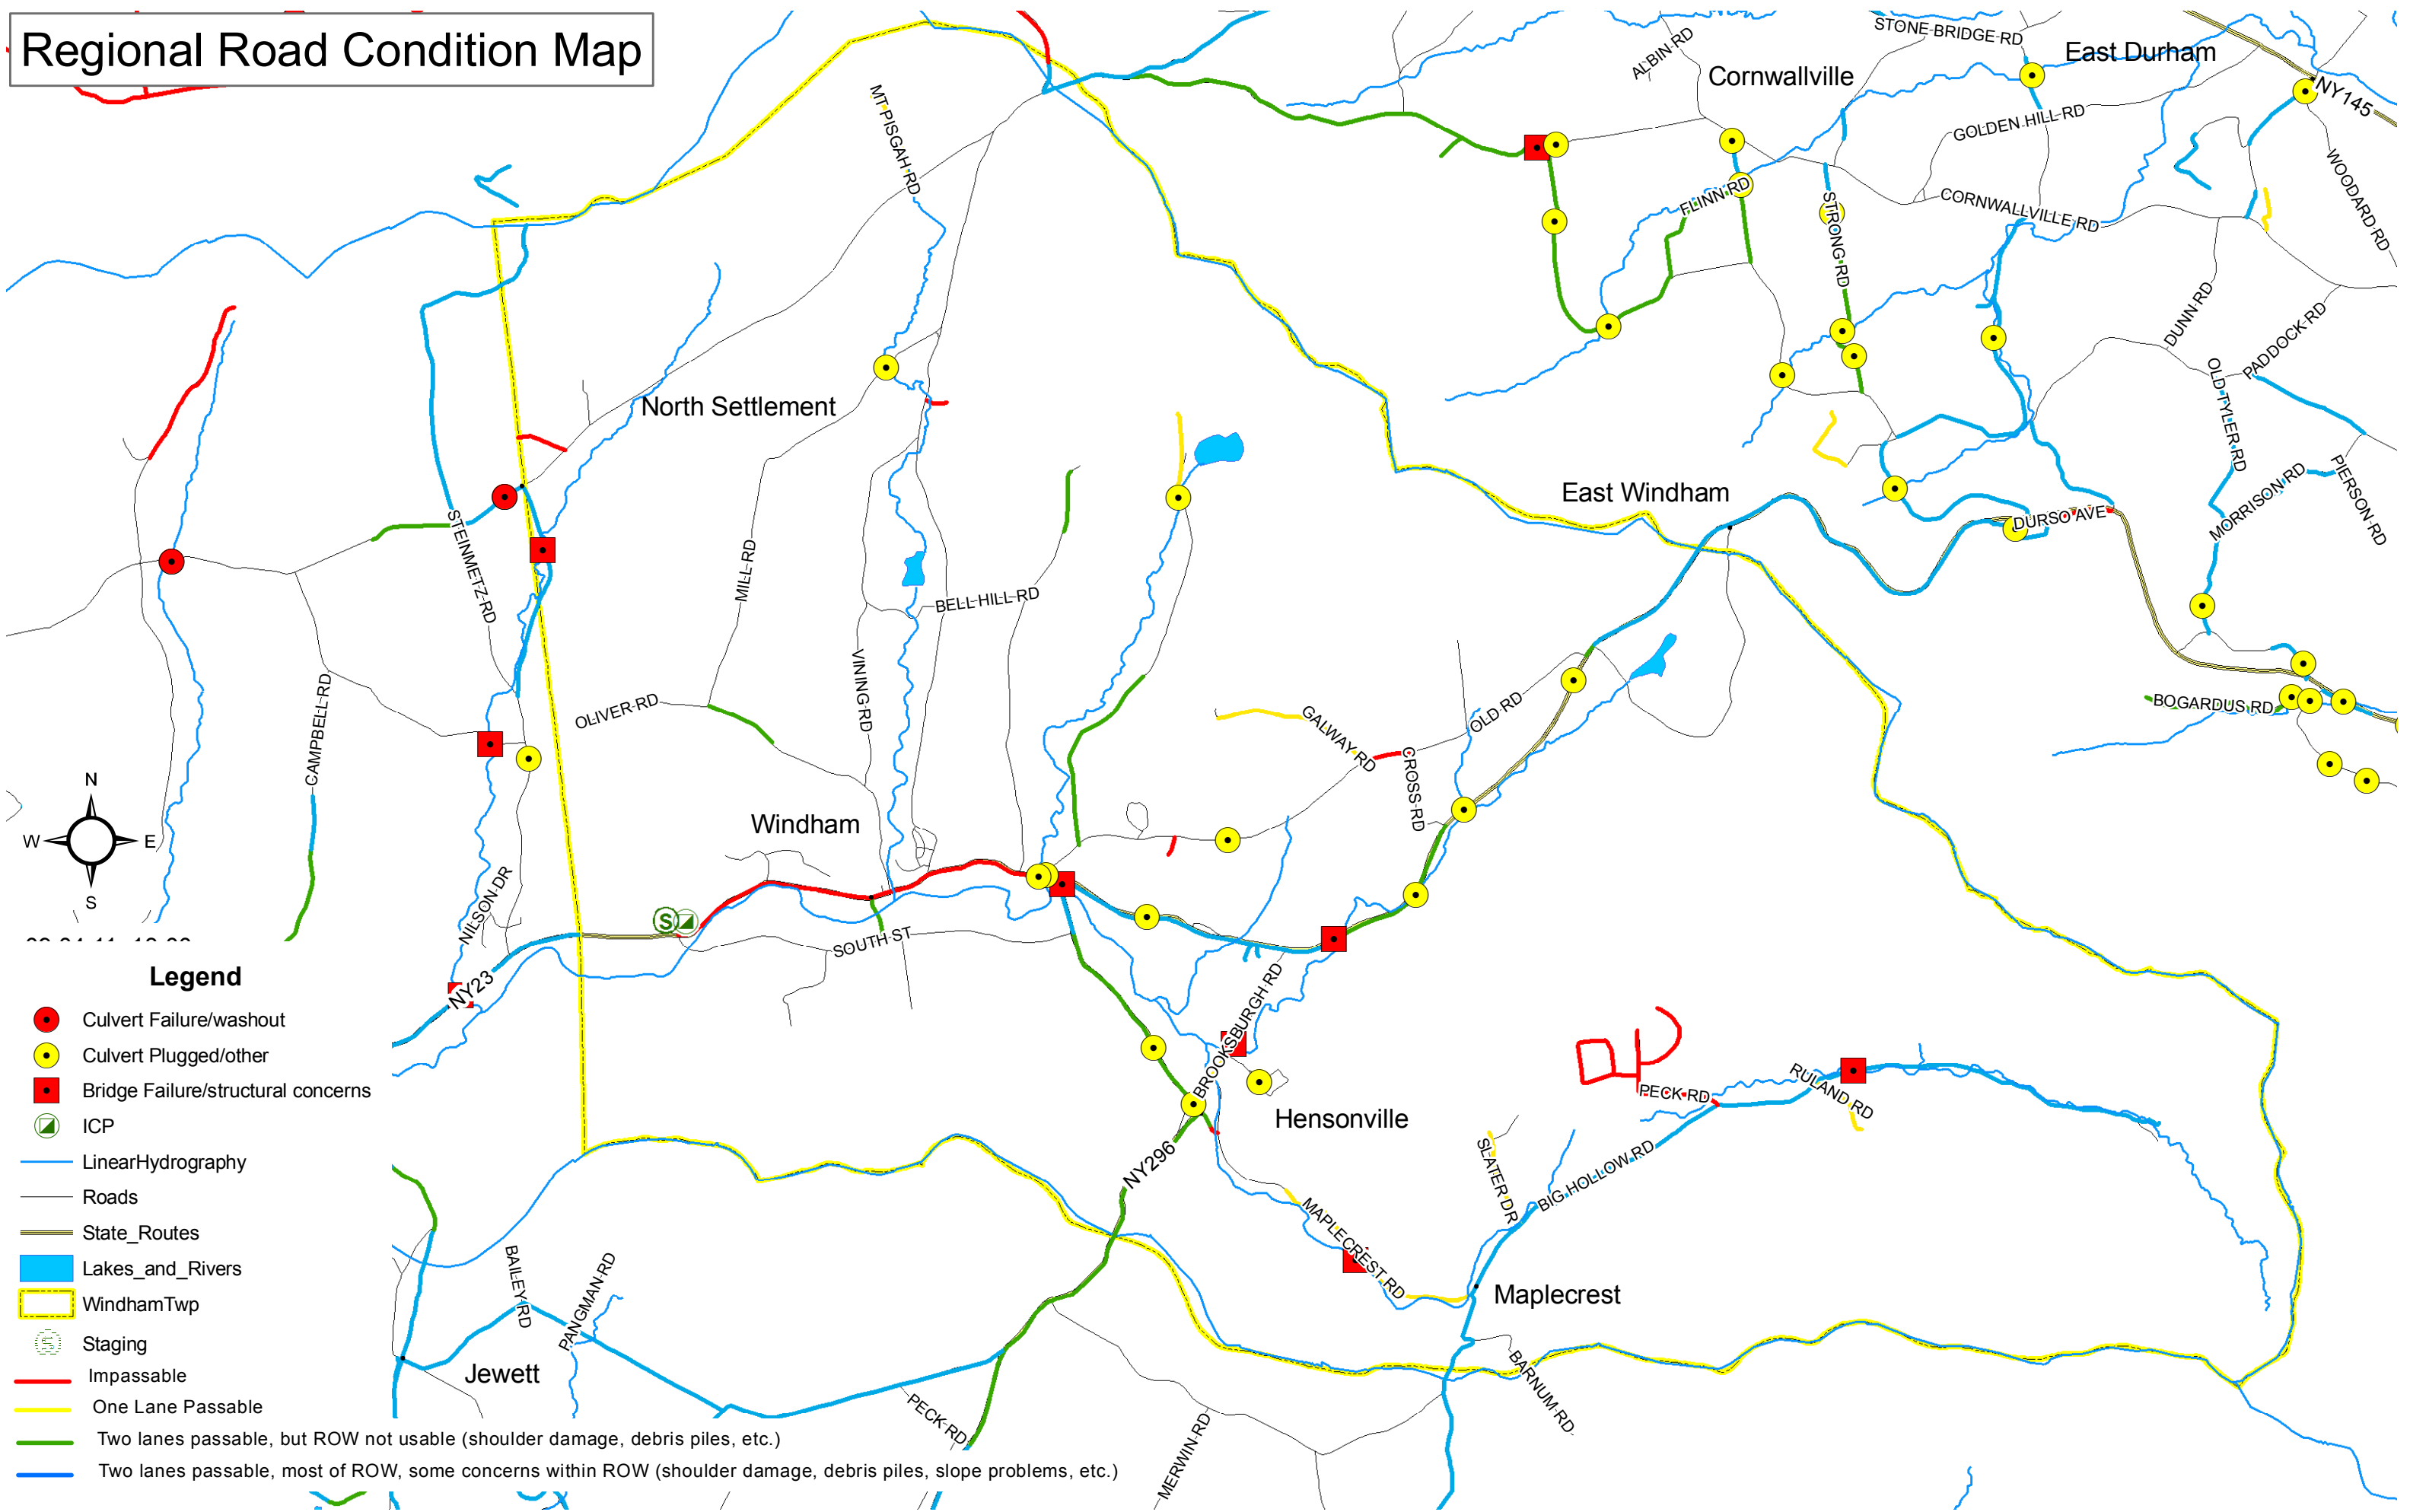 Regional Road Condition Map
STONE BRIDGE RD
East Durham
ALBIN RD
Cornwallville
NY145
MT PISGAH RD
GOLDEN HILL RD
WOODARD RD
FLINN RD
CORNWALLVILLE RD
STRONG RD
DUNN RD
PADDOCK RD
North Settlement
OLD TYLER RD
East Windham
MORRISON RD
PIERSON RD
DURSO AVE
STEINMETZ RD
MILL RD
BELL HILL RD
VINING RD
OLIVER RD
CAMPBELL RD
GALWAY RD
OLD RD
BOGARDUS RD
CROSS RD
N
W
E
S
Windham
NILSON DR
S
SOUTH ST
NY23
BROOKSBURGH RD
Hensonville
PECK RD
RULAND RD
NY296
SLATER DR
BIG HOLLOW RD
MAPLECREST RD
Maplecrest
BAILEY RD
PANGMAN RD
Jewett
BARNUM RD
PECK RD
MERWIN RD
Legend
Culvert Failure/washout
Culvert Plugged/other
Bridge Failure/structural concerns
ICP
LinearHydrography
Roads
State_Routes
Lakes_and_Rivers
WindhamTwp
S
Staging
Impassable
One Lane Passable
Two lanes passable, but ROW not usable (shoulder damage, debris piles, etc.)
Two lanes passable, most of ROW, some concerns within ROW (shoulder damage, debris piles, slope problems, etc.)